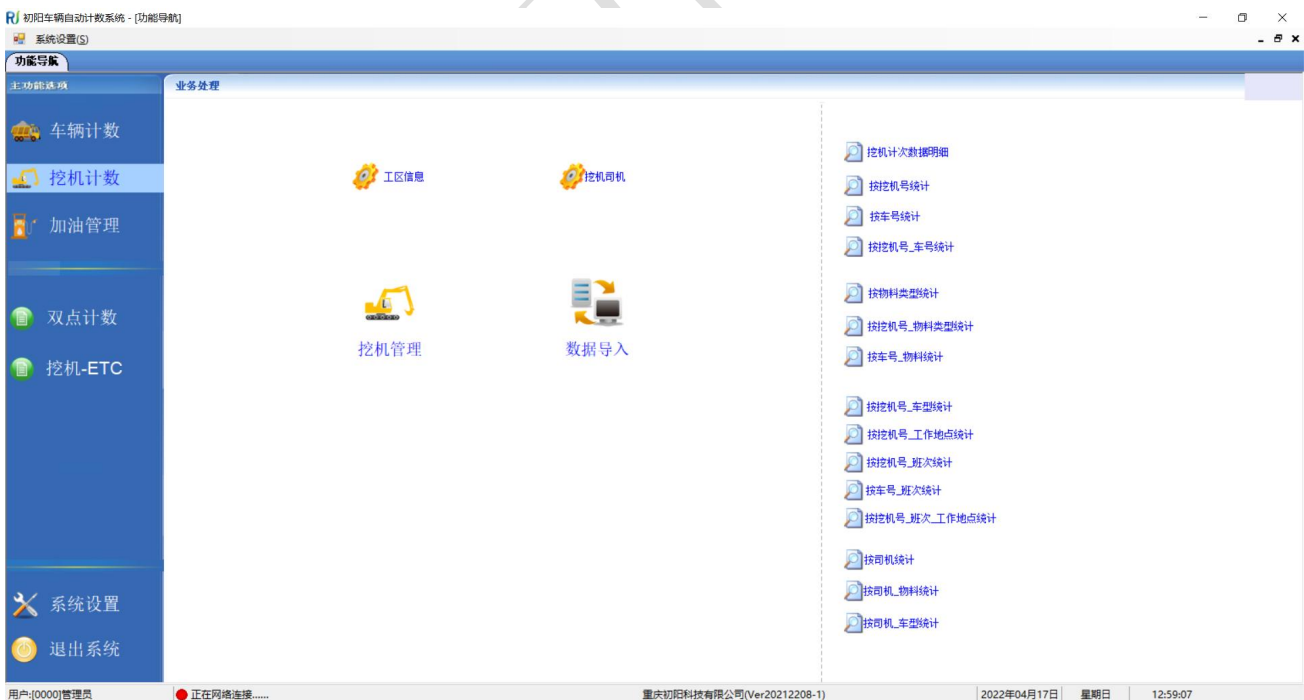 初阳车辆自动计数系统 - [功能导航]
系统设置(S)
功能导航
主功能选项
业务处理
车辆计数
挖机计数
加油管理
双点计数
挖机-ETC
系统设置
退出系统
工区信息
挖机司机
挖机管理
数据导入
挖机计次数据明细
按挖机号统计
按车号统计
按挖机号_车号统计
按物料类型统计
按挖机号_物料类型统计
按车号_物料统计
按挖机号_车型统计
按挖机号_工作地点统计
按挖机号_班次统计
按车号_班次统计
按挖机号_班次_工作地点统计
按司机统计
按司机_物料统计
按司机_车型统计
用户:[0000]管理员
正在网络连接......
重庆初阳科技有限公司(Ver20212208-1)
2022年04月17日
星期日
12:59:07